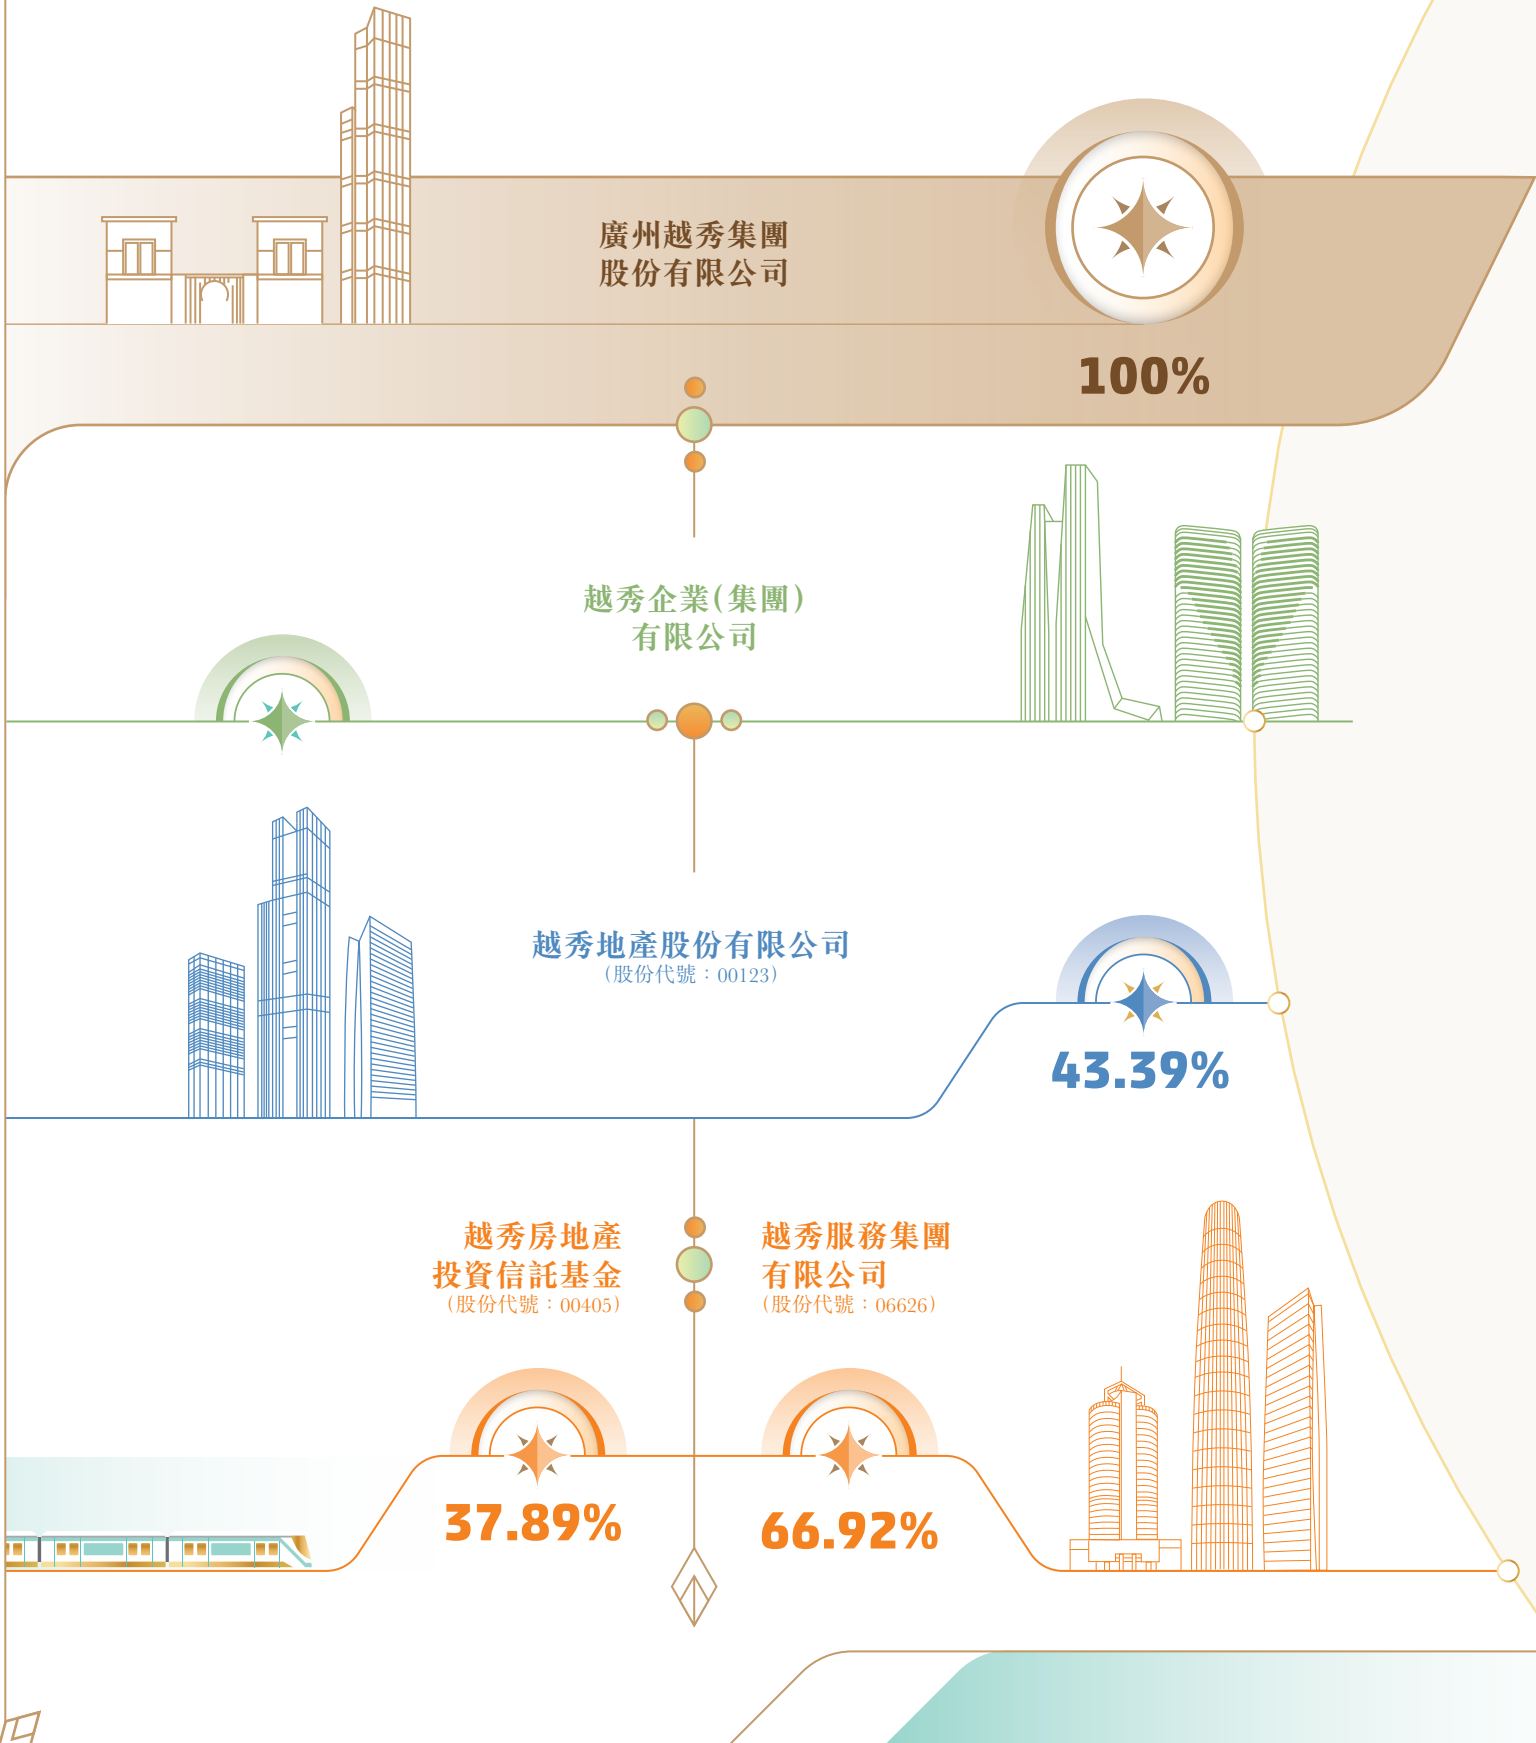 廣州越秀集團
股份有限公司
100%
越秀企業(集團)
有限公司
越秀地產股份有限公司
(股份代號：00123)
43.39%
越秀房地產
投資信託基金
(股份代號：00405)
越秀服務集團
有限公司
(股份代號：06626)
37.89%
66.92%